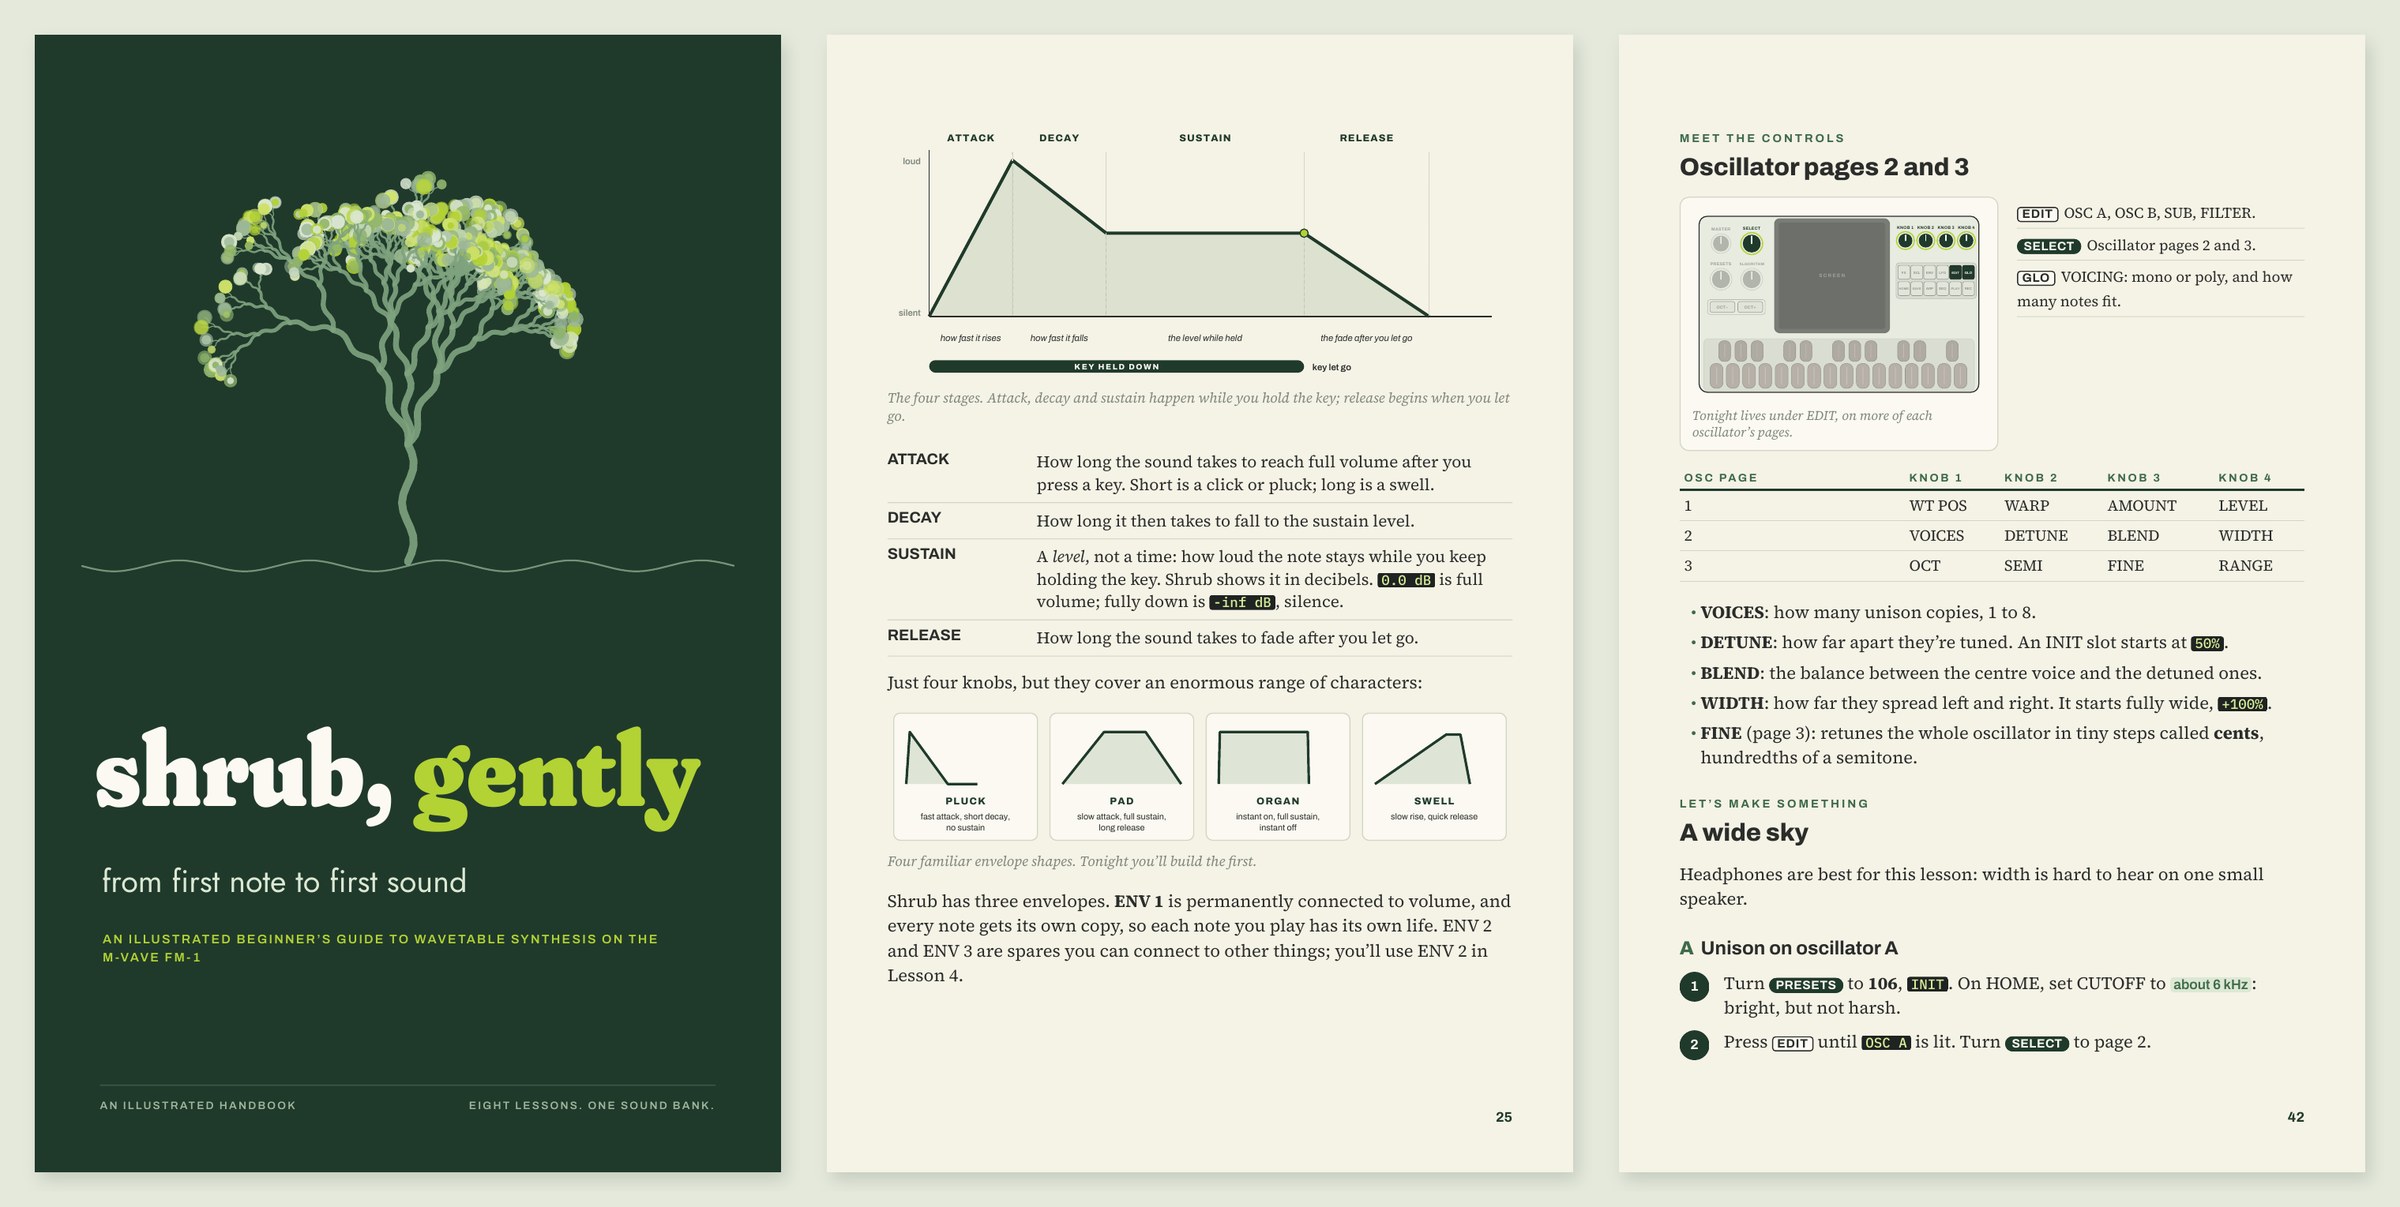 shrub, gently
from first note to first sound
AN ILLUSTRATED BEGINNER'S GUIDE TO WAVETABLE SYNTHESIS ON THE
M-VAVE FM-1
AN ILLUSTRATED HANDBOOK
EIGHT LESSONS. ONE SOUND BANK.
ATTACK DECAY SUSTAIN RELEASE
loud
silent
how fast it rises how fast it falls the level while held the fade after you let go
KEY HELD DOWN key let go
The four stages. Attack, decay and sustain happen while you hold the key; release begins when you let
go.
ATTACK How long the sound takes to reach full volume after you
press a key. Short is a click or pluck; long is a swell.
DECAY How long it then takes to fall to the sustain level.
SUSTAIN A level, not a time: how loud the note stays while you keep
holding the key. Shrub shows it in decibels. 0.0 dB is full
volume; fully down is -inf dB, silence.
RELEASE How long the sound takes to fade after you let go.
Just four knobs, but they cover an enormous range of characters:
PLUCK
fast attack, short decay,
no sustain
PAD
slow attack, full sustain,
long release
ORGAN
instant on, full sustain,
instant off
SWELL
slow rise, quick release
Four familiar envelope shapes. Tonight you'll build the first.
Shrub has three envelopes. ENV 1 is permanently connected to volume, and
every note gets its own copy, so each note you play has its own life. ENV 2
and ENV 3 are spares you can connect to other things; you'll use ENV 2 in
Lesson 4.
25
MEET THE CONTROLS
Oscillator pages 2 and 3
MASTER SELECT
KNOB 1 KNOB 2 KNOB 3 KNOB 4
PRESETS ALGORITHM
SCREEN
Tonight lives under EDIT, on more of each
oscillator's pages.
EDIT OSC A, OSC B, SUB, FILTER.
SELECT Oscillator pages 2 and 3.
GLO VOICING: mono or poly, and how
many notes fit.
OSC PAGE KNOB 1 KNOB 2 KNOB 3 KNOB 4
1 WT POS WARP AMOUNT LEVEL
2 VOICES DETUNE BLEND WIDTH
3 OCT SEMI FINE RANGE
• VOICES: how many unison copies, 1 to 8.
• DETUNE: how far apart they're tuned. An INIT slot starts at 50%.
• BLEND: the balance between the centre voice and the detuned ones.
• WIDTH: how far they spread left and right. It starts fully wide, +100%.
• FINE (page 3): retunes the whole oscillator in tiny steps called cents,
hundredths of a semitone.
LET'S MAKE SOMETHING
A wide sky
Headphones are best for this lesson: width is hard to hear on one small
speaker.
A Unison on oscillator A
1 Turn PRESETS to 106, INIT. On HOME, set CUTOFF to about 6 kHz:
bright, but not harsh.
2 Press EDIT until OSC A is lit. Turn SELECT to page 2.
42